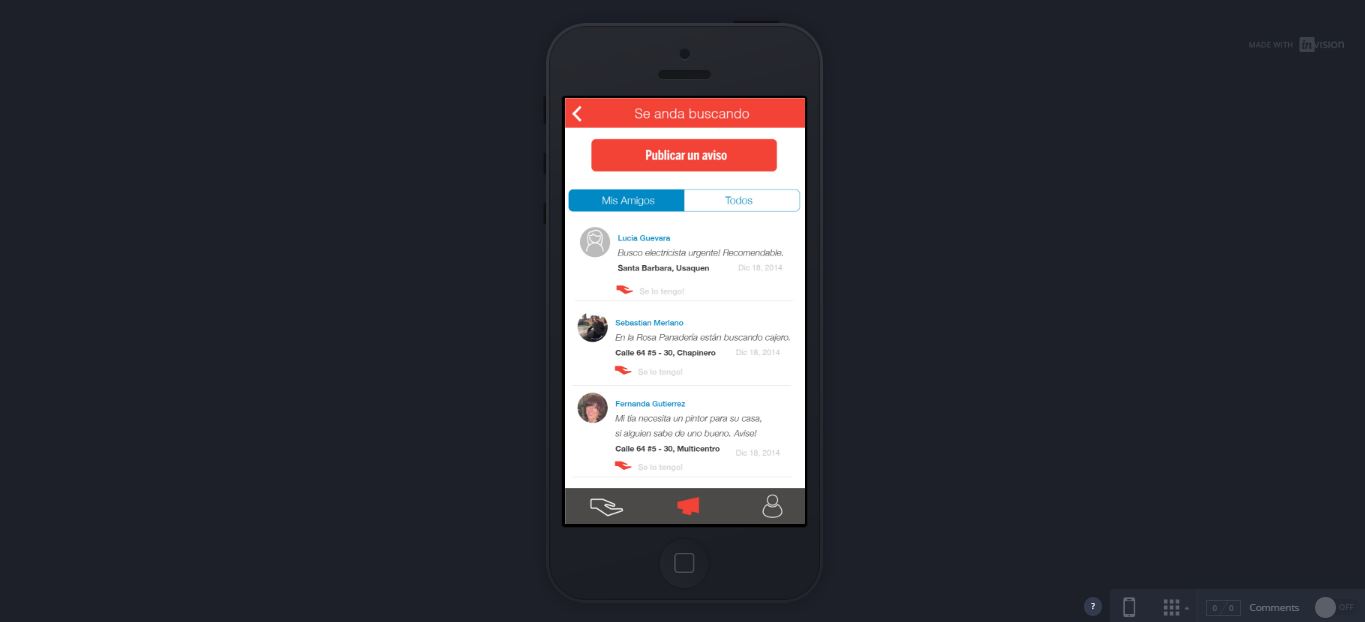 MADE WITH invision
Se anda buscando
Publicar un aviso
Mis Amigos Todos
Lucia Guevara
Busco electricista urgente! Recomendable.
Santa Barbara, Usaquen Dic 18, 2014
Se lo tengo!
Sebastian Merlano
En la Rosa Panadería están buscando cajero.
Calle 64 #5 - 30, Chapinero Dic 18, 2014
Se lo tengo!
Fernanda Gutierrez
Mi tía necesita un pintor para su casa,
si alguien sabe de uno bueno. Avise!
Calle 64 #5 - 30, Multicentro Dic 18, 2014
Se lo tengo!
? 0 / 0 Comments OFF